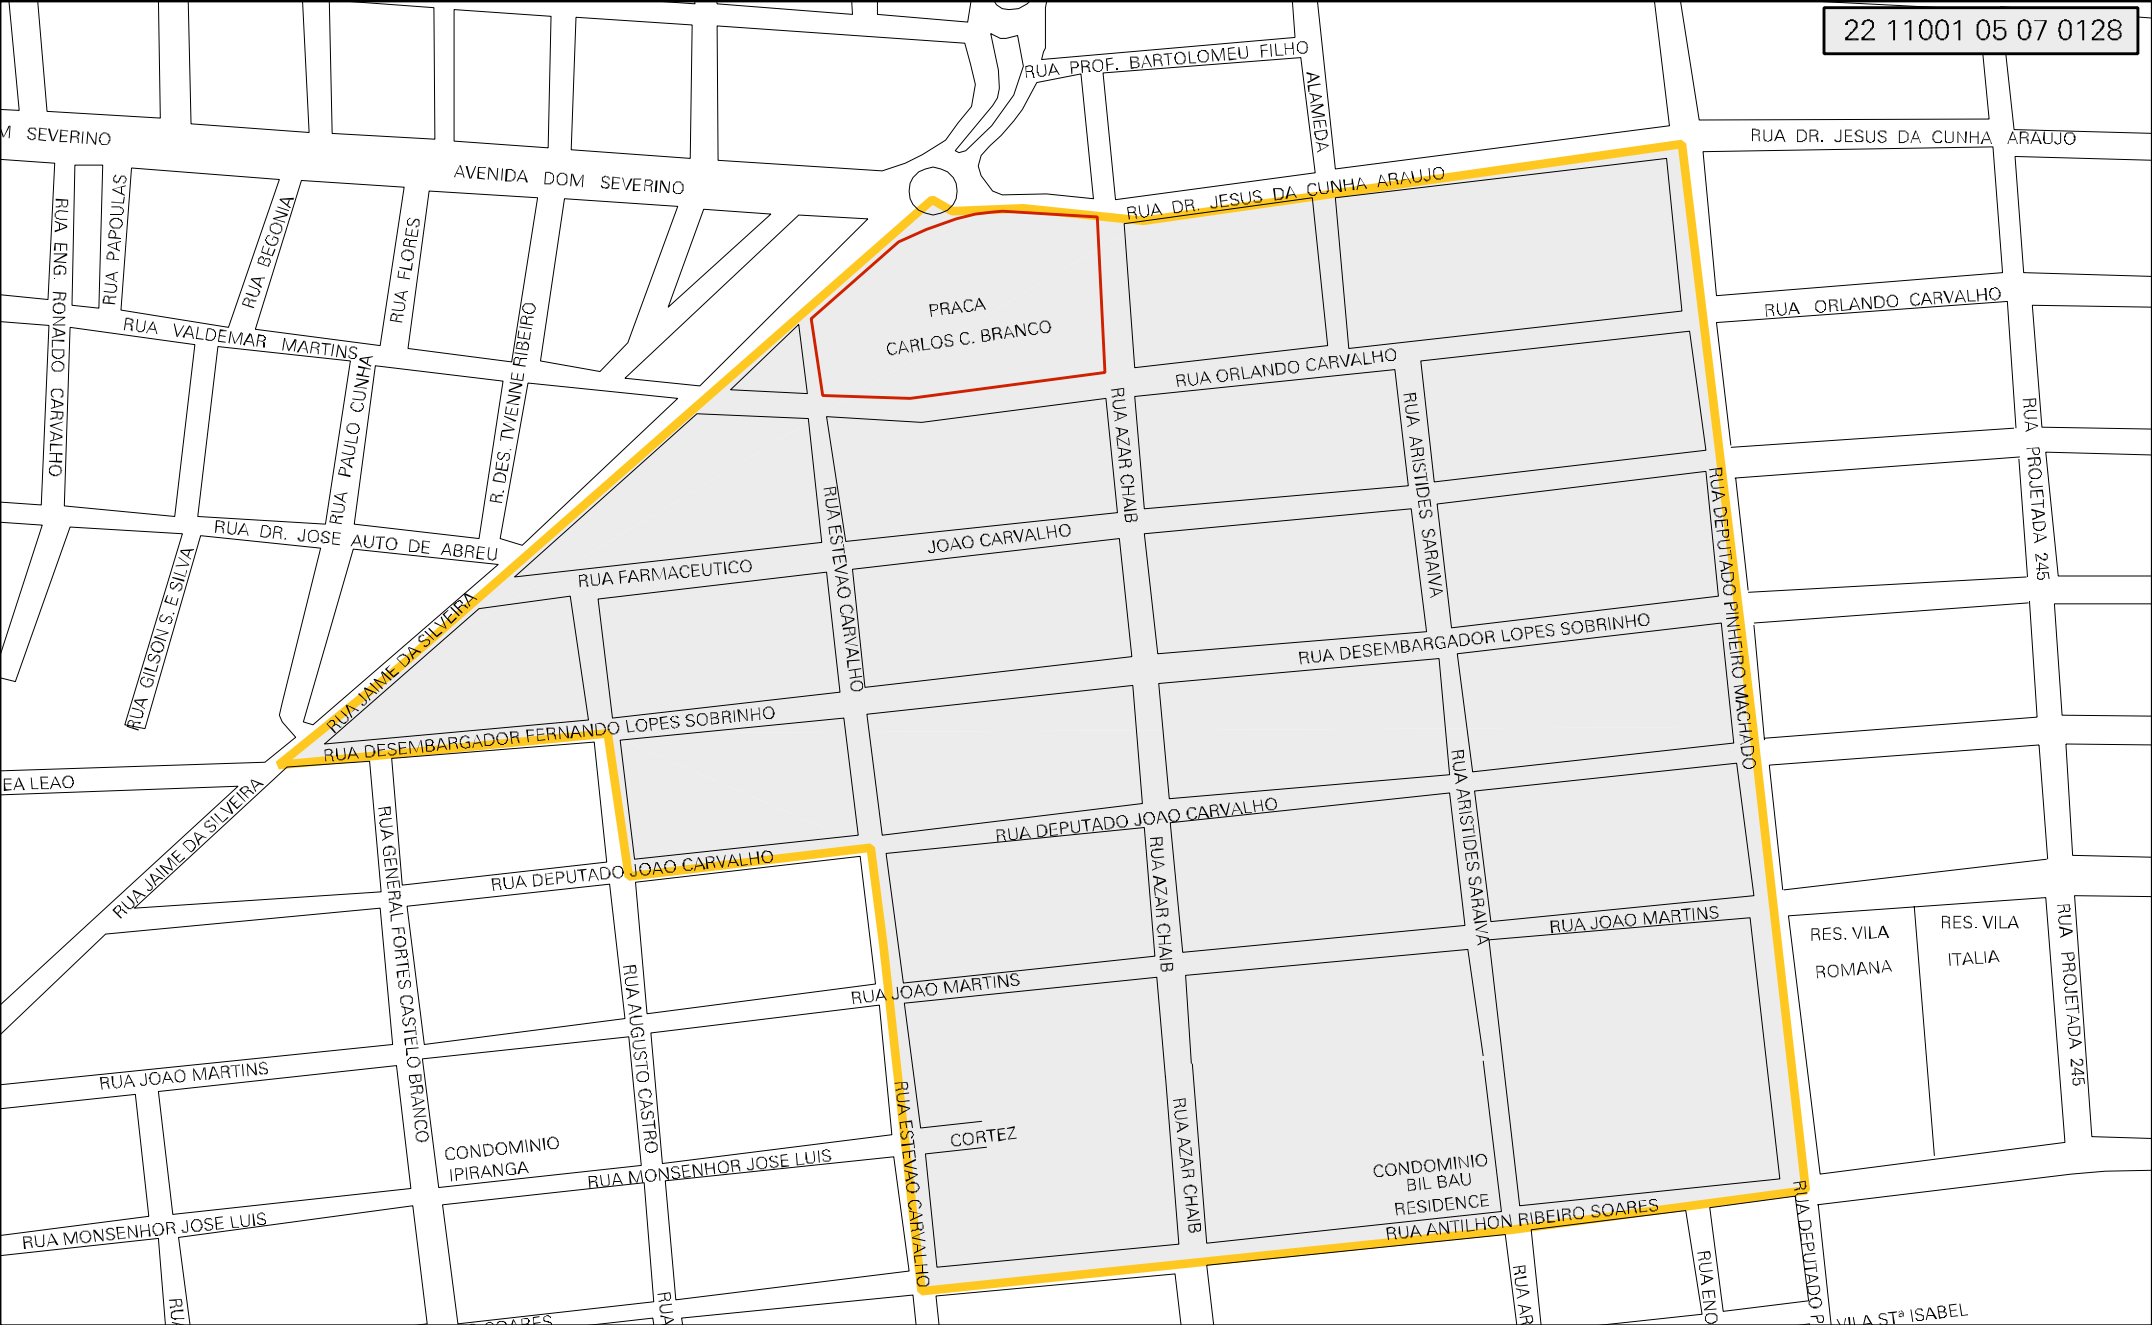 22 11001 05 07 0128
RUA PROF. BARTOLOMEU FILHO
ALAMEDA
SEVERINO
AVENIDA DOM SEVERINO
RUA DR. JESUS DA CUNHA ARAUJO
RUA DR. JESUS DA CUNHA ARAUJO
RUA ENG. RONALDO CARVALHO
RUA PAPOULAS
RUA BEGONIA
RUA FLORES
R. DES. TVIENNE RIBEIRO
RUA VALDEMAR MARTINS
RUA PAULO CUNHA
PRACA
CARLOS C. BRANCO
RUA ORLANDO CARVALHO
RUA ORLANDO CARVALHO
RUA AZAR CHAIB
RUA ARISTIDES SARAIVA
RUA PROJETADA 245
RUA DEPUTADO PINHEIRO MACHADO
RUA DR. JOSE AUTO DE ABREU
RUA GILSON S. E SILVA
RUA ESTEVAO CARVALHO
RUA FARMACEUTICO JOAO CARVALHO
RUA JAIME DA SILVEIRA
RUA DESEMBARGADOR LOPES SOBRINHO
RUA DESEMBARGADOR FERNANDO LOPES SOBRINHO
EA LEAO
RUA JAIME DA SILVEIRA
RUA GENERAL FORTES CASTELO BRANCO
RUA DEPUTADO JOAO CARVALHO
RUA DEPUTADO JOAO CARVALHO
RUA AZAR CHAIB
RUA ARISTIDES SARAIVA
RUA JOAO MARTINS
RES. VILA
ROMANA
RES. VILA
ITALIA
RUA PROJETADA 245
RUA AUGUSTO CASTRO
RUA JOAO MARTINS
RUA JOAO MARTINS
RUA ESTEVAO CARVALHO
CORTEZ
RUA AZAR CHAIB
CONDOMINIO
IPIRANGA
RUA MONSENHOR JOSE LUIS
CONDOMINIO
BIL BAU
RESIDENCE
RUA ANTILHON RIBEIRO SOARES
RUA MONSENHOR JOSE LUIS
RUA DEPUTADO P
RUA
SOARES
RUA
RUA AR
RUA ENO
VILA STª ISABEL